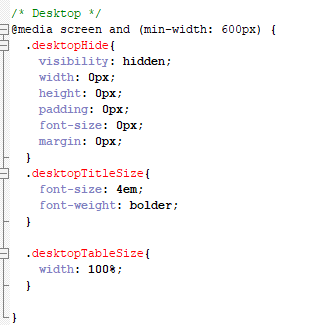 /* Desktop */
@media screen and (min-width: 600px) {
  .desktopHide{
    visibility: hidden;
    width: 0px;
    height: 0px;
    padding: 0px;
    font-size: 0px;
    margin: 0px;
  }
  .desktopTitleSize{
    font-size: 4em;
    font-weight: bolder;
  }

  .desktopTableSize{
    width: 100%;
  }

}